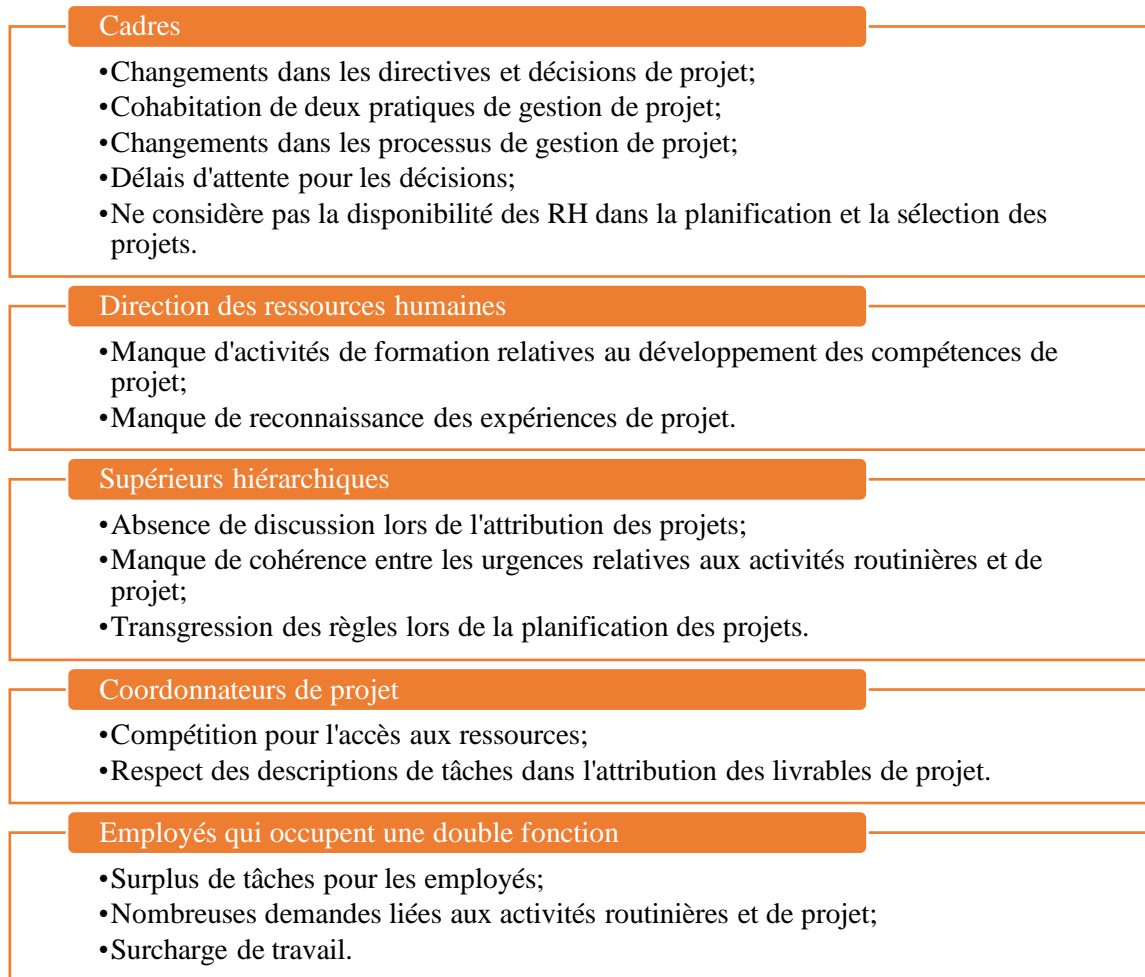 Cadres
•Changements dans les directives et décisions de projet;
•Cohabitation de deux pratiques de gestion de projet;
•Changements dans les processus de gestion de projet;
•Délais d'attente pour les décisions;
•Ne considère pas la disponibilité des RH dans la planification et la sélection des
projets.
Direction des ressources humaines
•Manque d'activités de formation relatives au développement des compétences de
projet;
•Manque de reconnaissance des expériences de projet.
Supérieurs hiérarchiques
•Absence de discussion lors de l'attribution des projets;
•Manque de cohérence entre les urgences relatives aux activités routinières et de
projet;
•Transgression des règles lors de la planification des projets.
Coordonnateurs de projet
•Compétition pour l'accès aux ressources;
•Respect des descriptions de tâches dans l'attribution des livrables de projet.
Employés qui occupent une double fonction
•Surplus de tâches pour les employés;
•Nombreuses demandes liées aux activités routinières et de projet;
•Surcharge de travail.